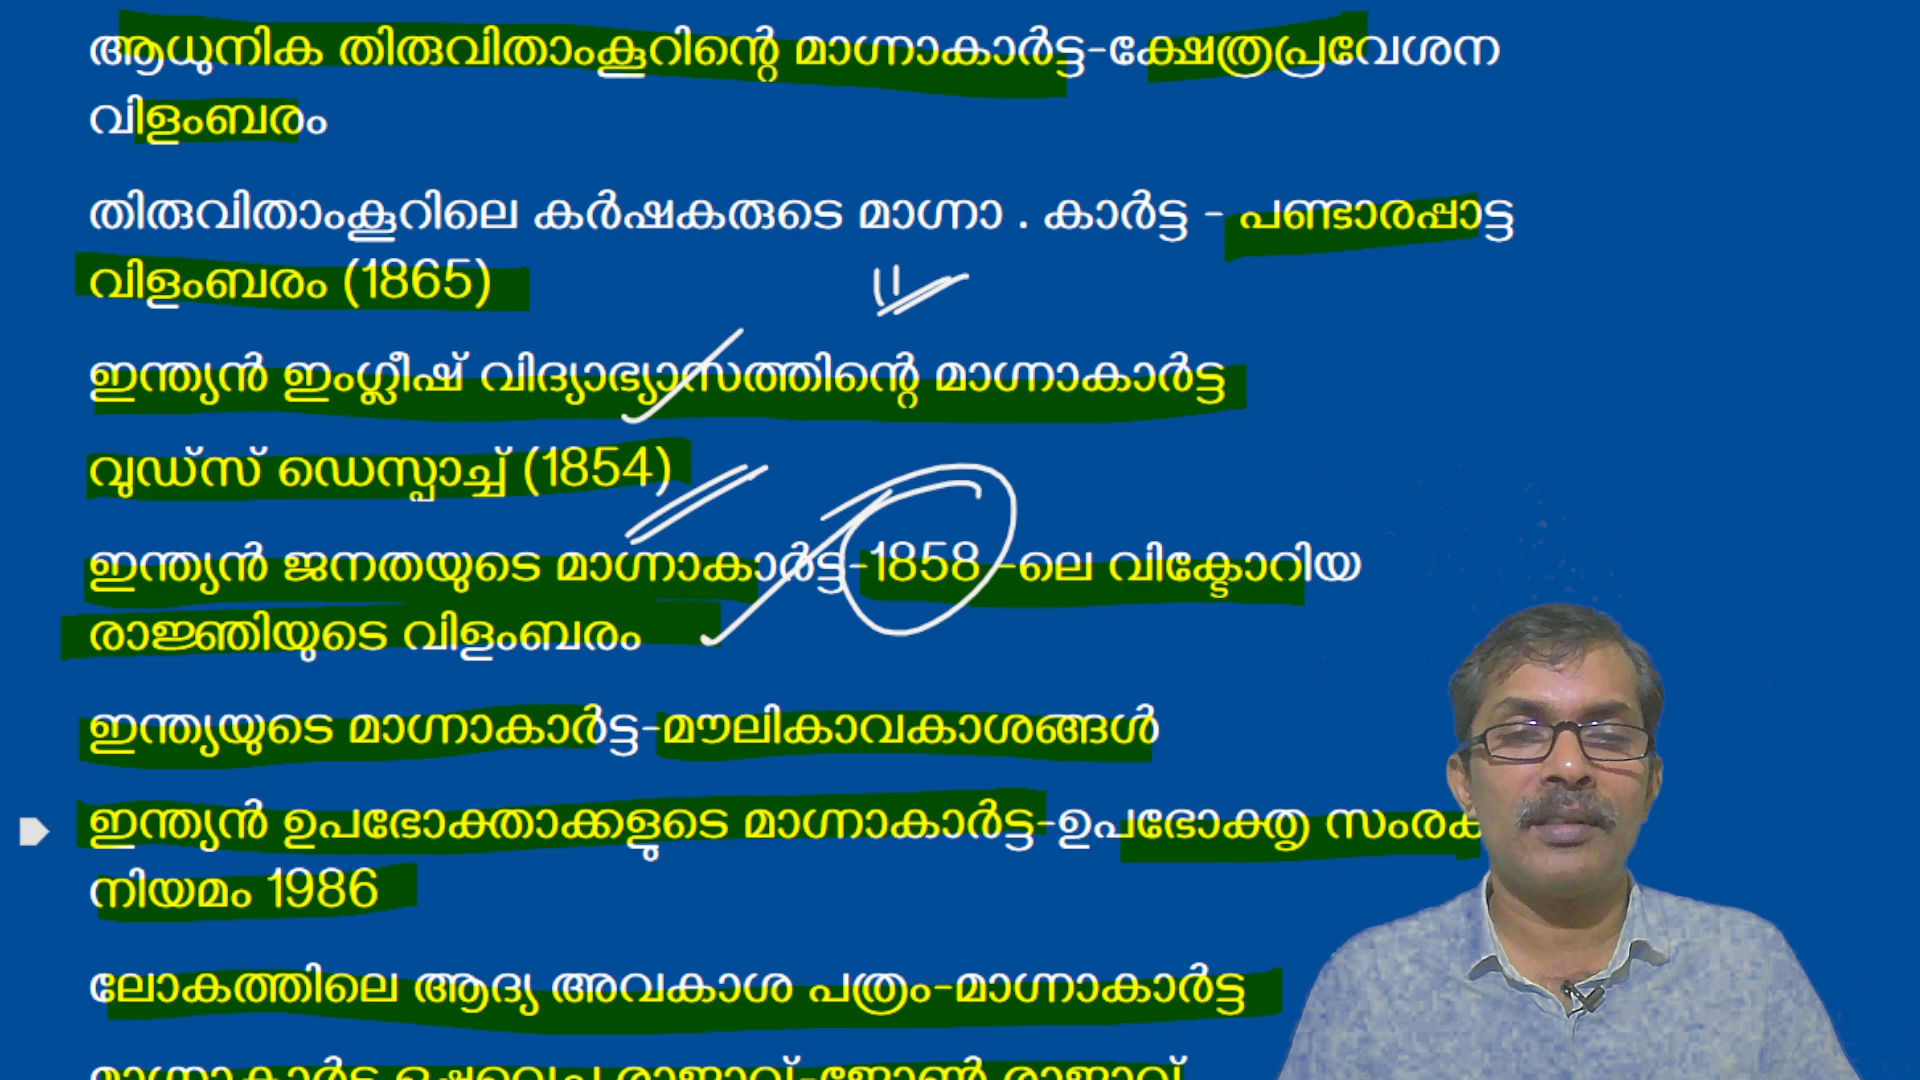 ആധുനിക തിരുവിതാംകൂറിന്റെ മാഗ്നാകാർട്ട-ക്ഷേത്രപ്രവേശന
വിളംബരം
തിരുവിതാംകൂറിലെ കർഷകരുടെ മാഗ്നാ . കാർട്ട - പണ്ടാരപ്പാട്ട
വിളംബരം (1865)
ഇന്ത്യൻ ഇംഗ്ലീഷ് വിദ്യാഭ്യാസത്തിന്റെ മാഗ്നാകാർട്ട
വുഡ്സ് ഡെസ്പാച്ച് (1854)
ഇന്ത്യൻ ജനതയുടെ മാഗ്നാകാർട്ട-1858 -ലെ വിക്ടോറിയ
രാജ്ഞിയുടെ വിളംബരം
ഇന്ത്യയുടെ മാഗ്നാകാർട്ട-മൗലികാവകാശങ്ങൾ
ഇന്ത്യൻ ഉപഭോക്താക്കളുടെ മാഗ്നാകാർട്ട-ഉപഭോക്തൃ
നിയമം 1986
ലോകത്തിലെ ആദ്യ അവകാശ പത്രം-മാഗ്നാകാർട്ട
മാഗ്നാകാർട്ട ഒപ്പുവെച്ച രാജാവ്-ജോൺ രാജാവ്